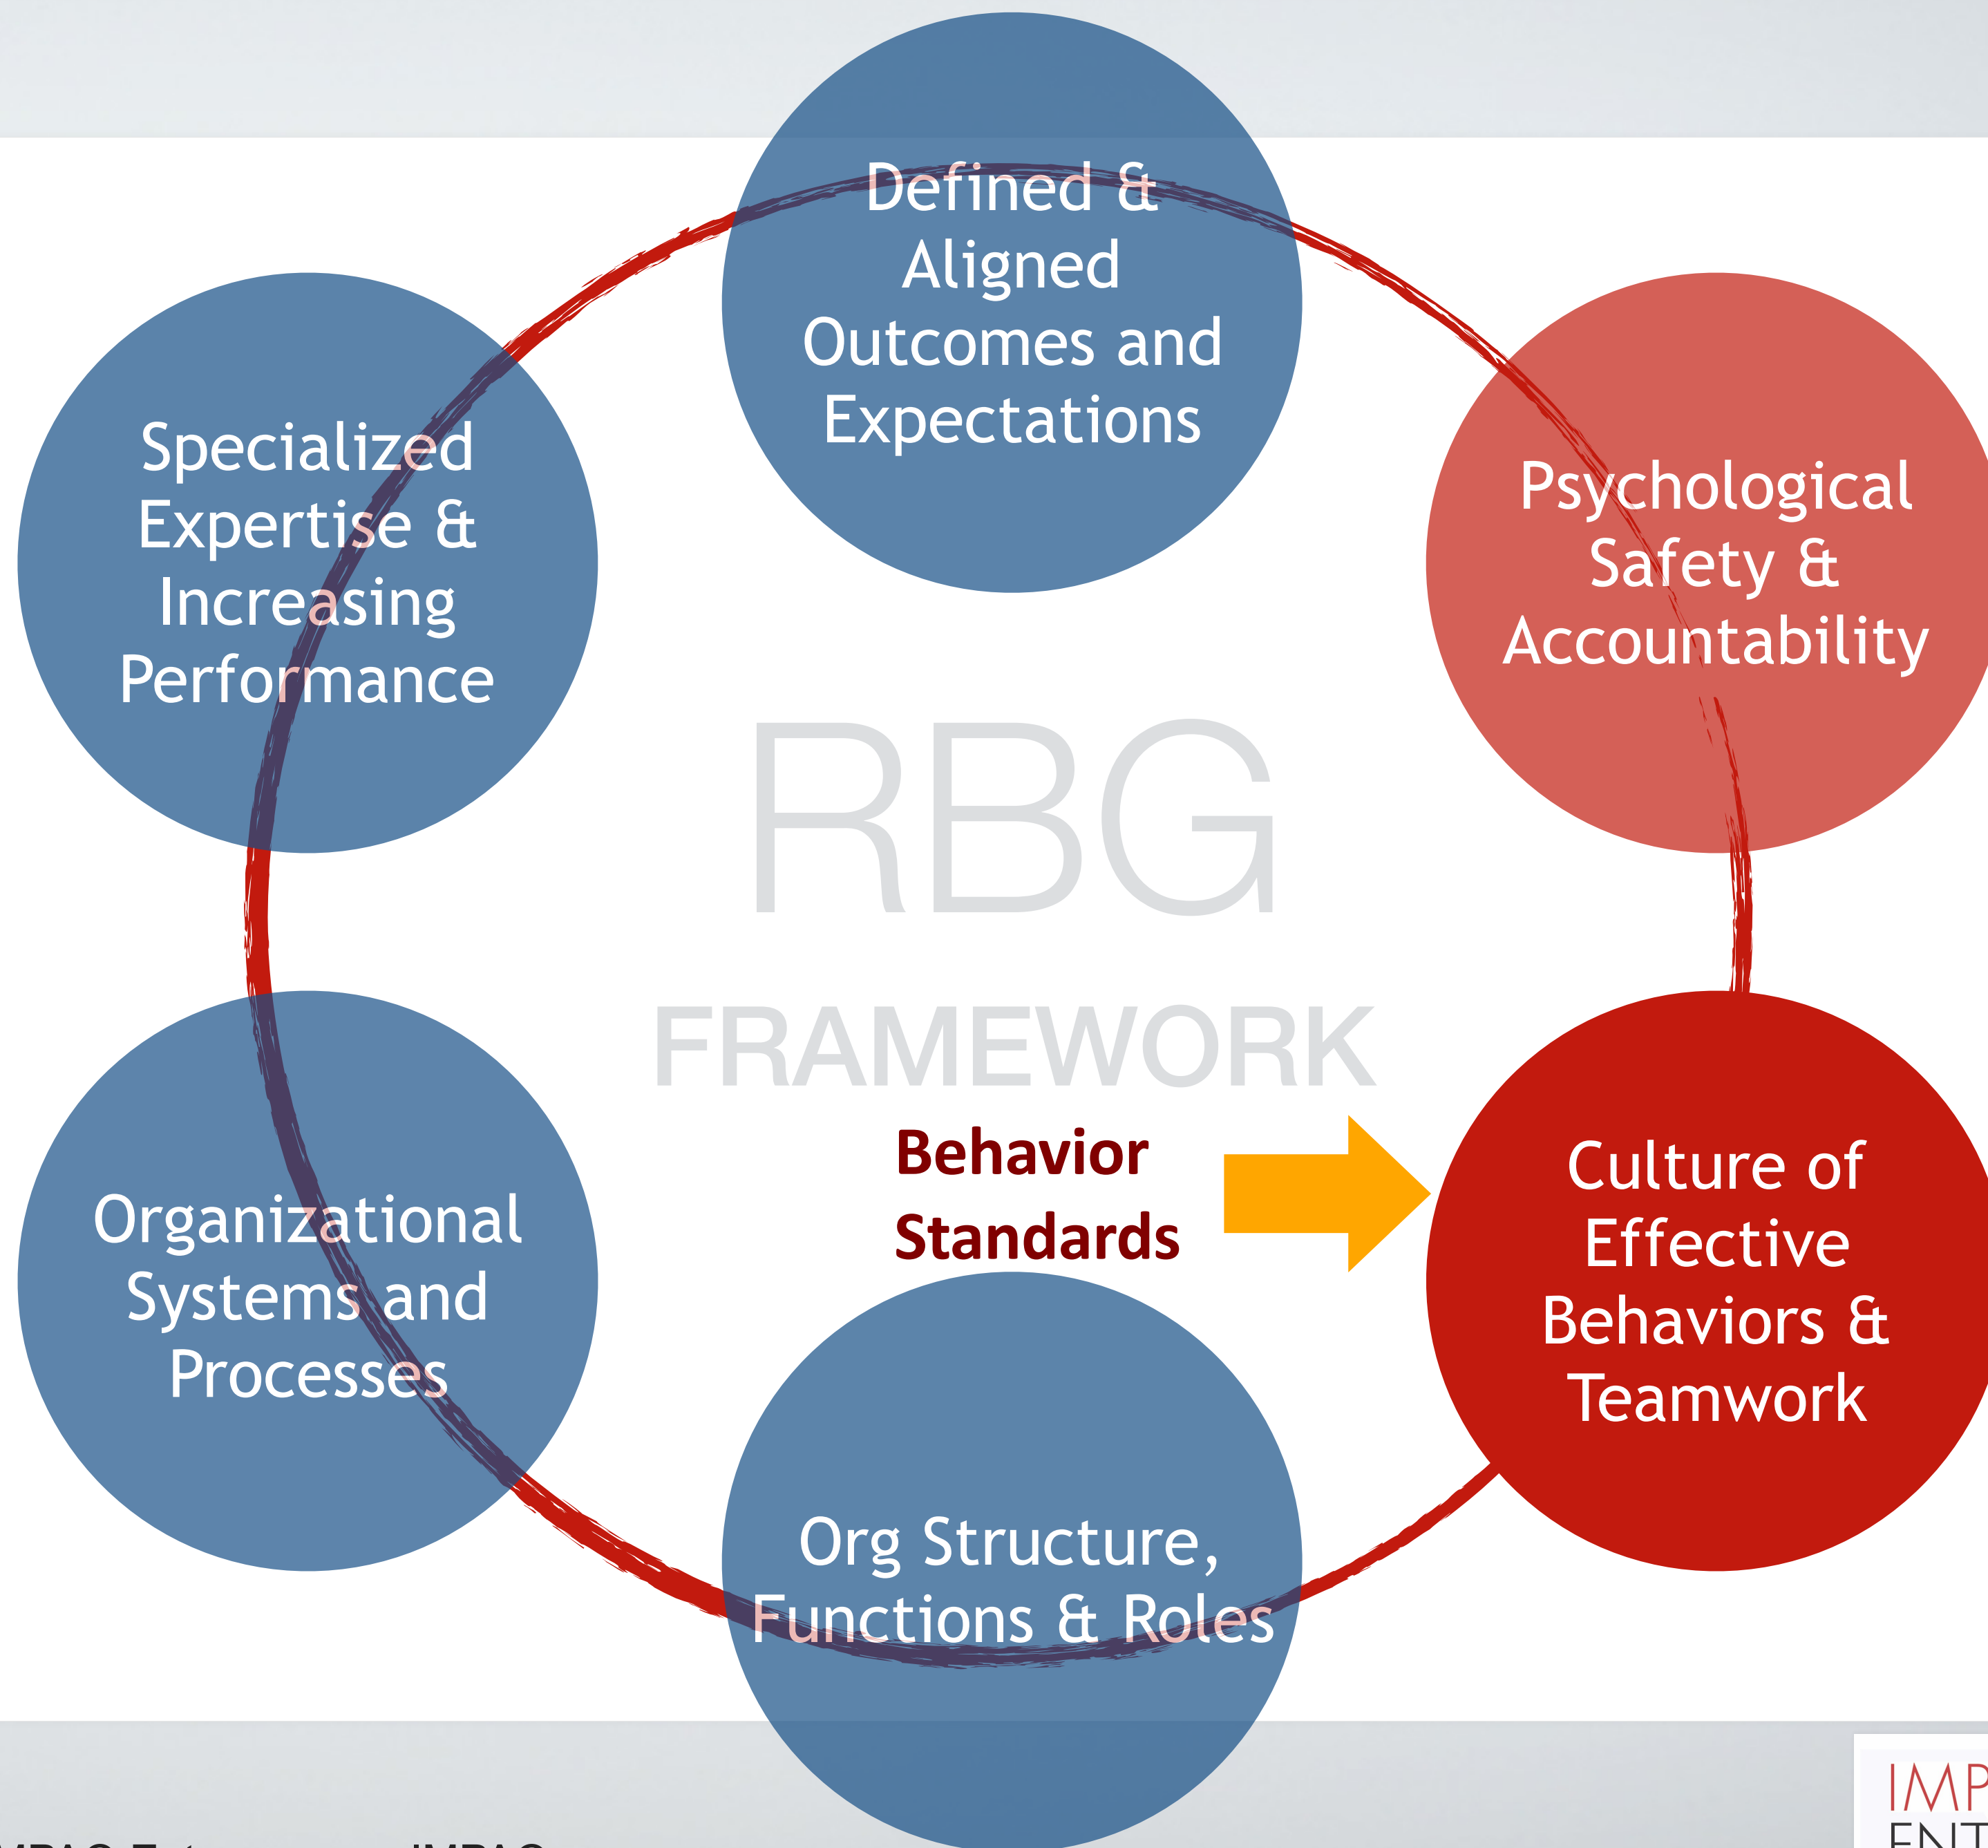 Defined &
Aligned
Outcomes and
Expectations
Specialized
Expertise &
Increasing
Performance
Psychological
Safety &
Accountability
RBG
FRAMEWORK
Behavior
Standards
Culture of
Effective
Behaviors &
Teamwork
Organizational
Systems and
Processes
Org Structure,
Functions & Roles